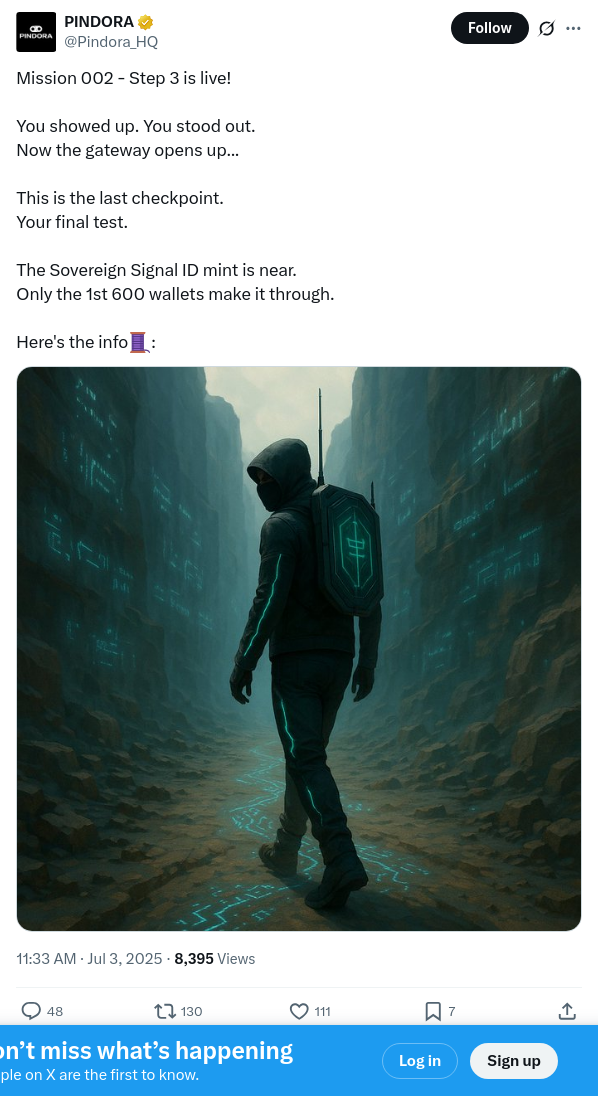 PINDORA
PINDORA
@Pindora_HQ
Follow
Mission 002 - Step 3 is live!
You showed up. You stood out.
Now the gateway opens up...
This is the last checkpoint.
Your final test.
The Sovereign Signal ID mint is near.
Only the 1st 600 wallets make it through.
Here's the info🧵:
11:33 AM · Jul 3, 2025 · 8,395 Views
48 130 111 7
on't miss what's happening
ple on X are the first to know.
Log in
Sign up